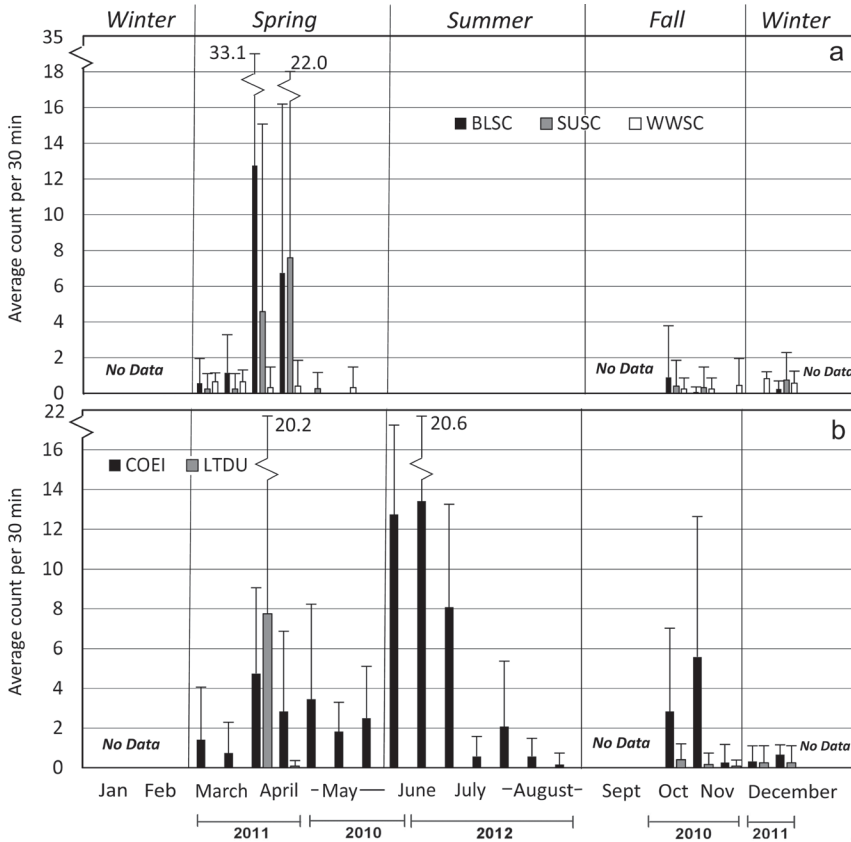 Winter Spring Summer Fall Winter
35
a
33.1 22.0
18
16
14
12
10
8
6
4
2
0
Average count per 30 min
BLSC SUSC WWSC
No Data No Data No Data
22
b
20.2 20.6
16
14
12
10
8
6
4
2
0
Average count per 30 min
COEI LTDU
No Data No Data No Data
Jan Feb March April May June July August Sept Oct Nov December
2011 2010 2012 2010 2011